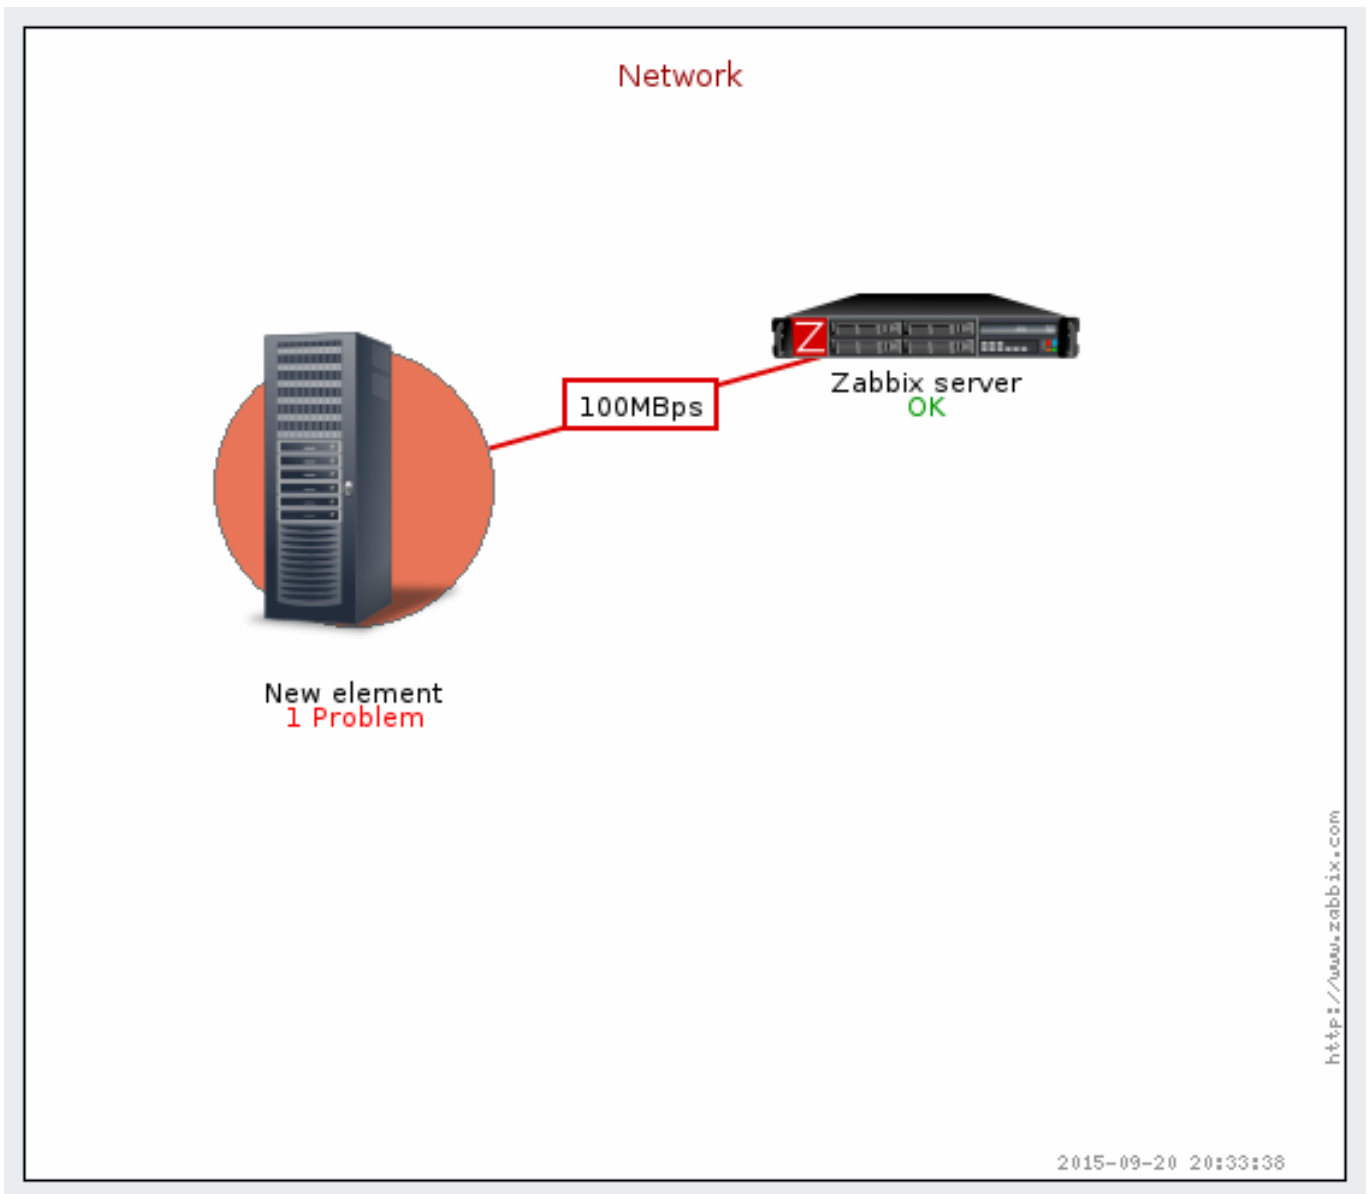 Network
Z
Zabbix server
OK
100MBps
New element
1 Problem
http://www.zabbix.com
2015-09-20 20:33:38